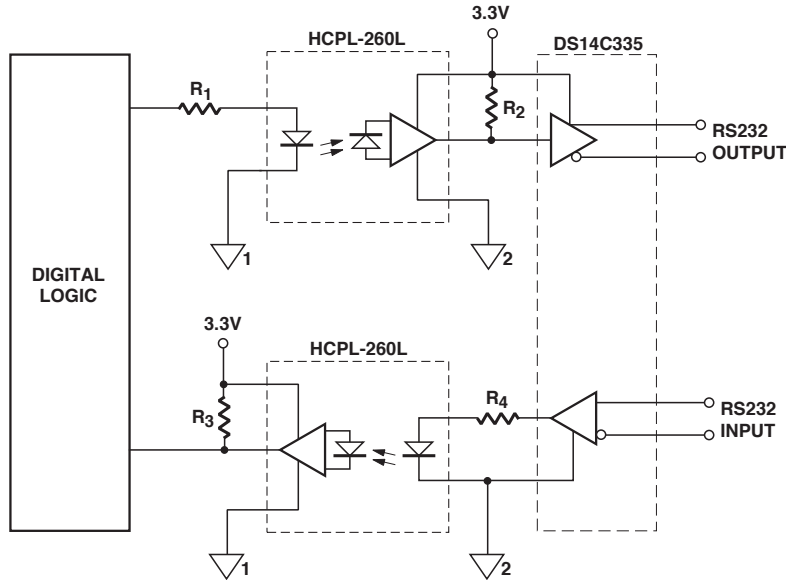 3.3V
HCPL-260L
DS14C335
R1
R2
RS232
OUTPUT
1
2
DIGITAL
LOGIC
3.3V
HCPL-260L
R3
R4
RS232
INPUT
1
2